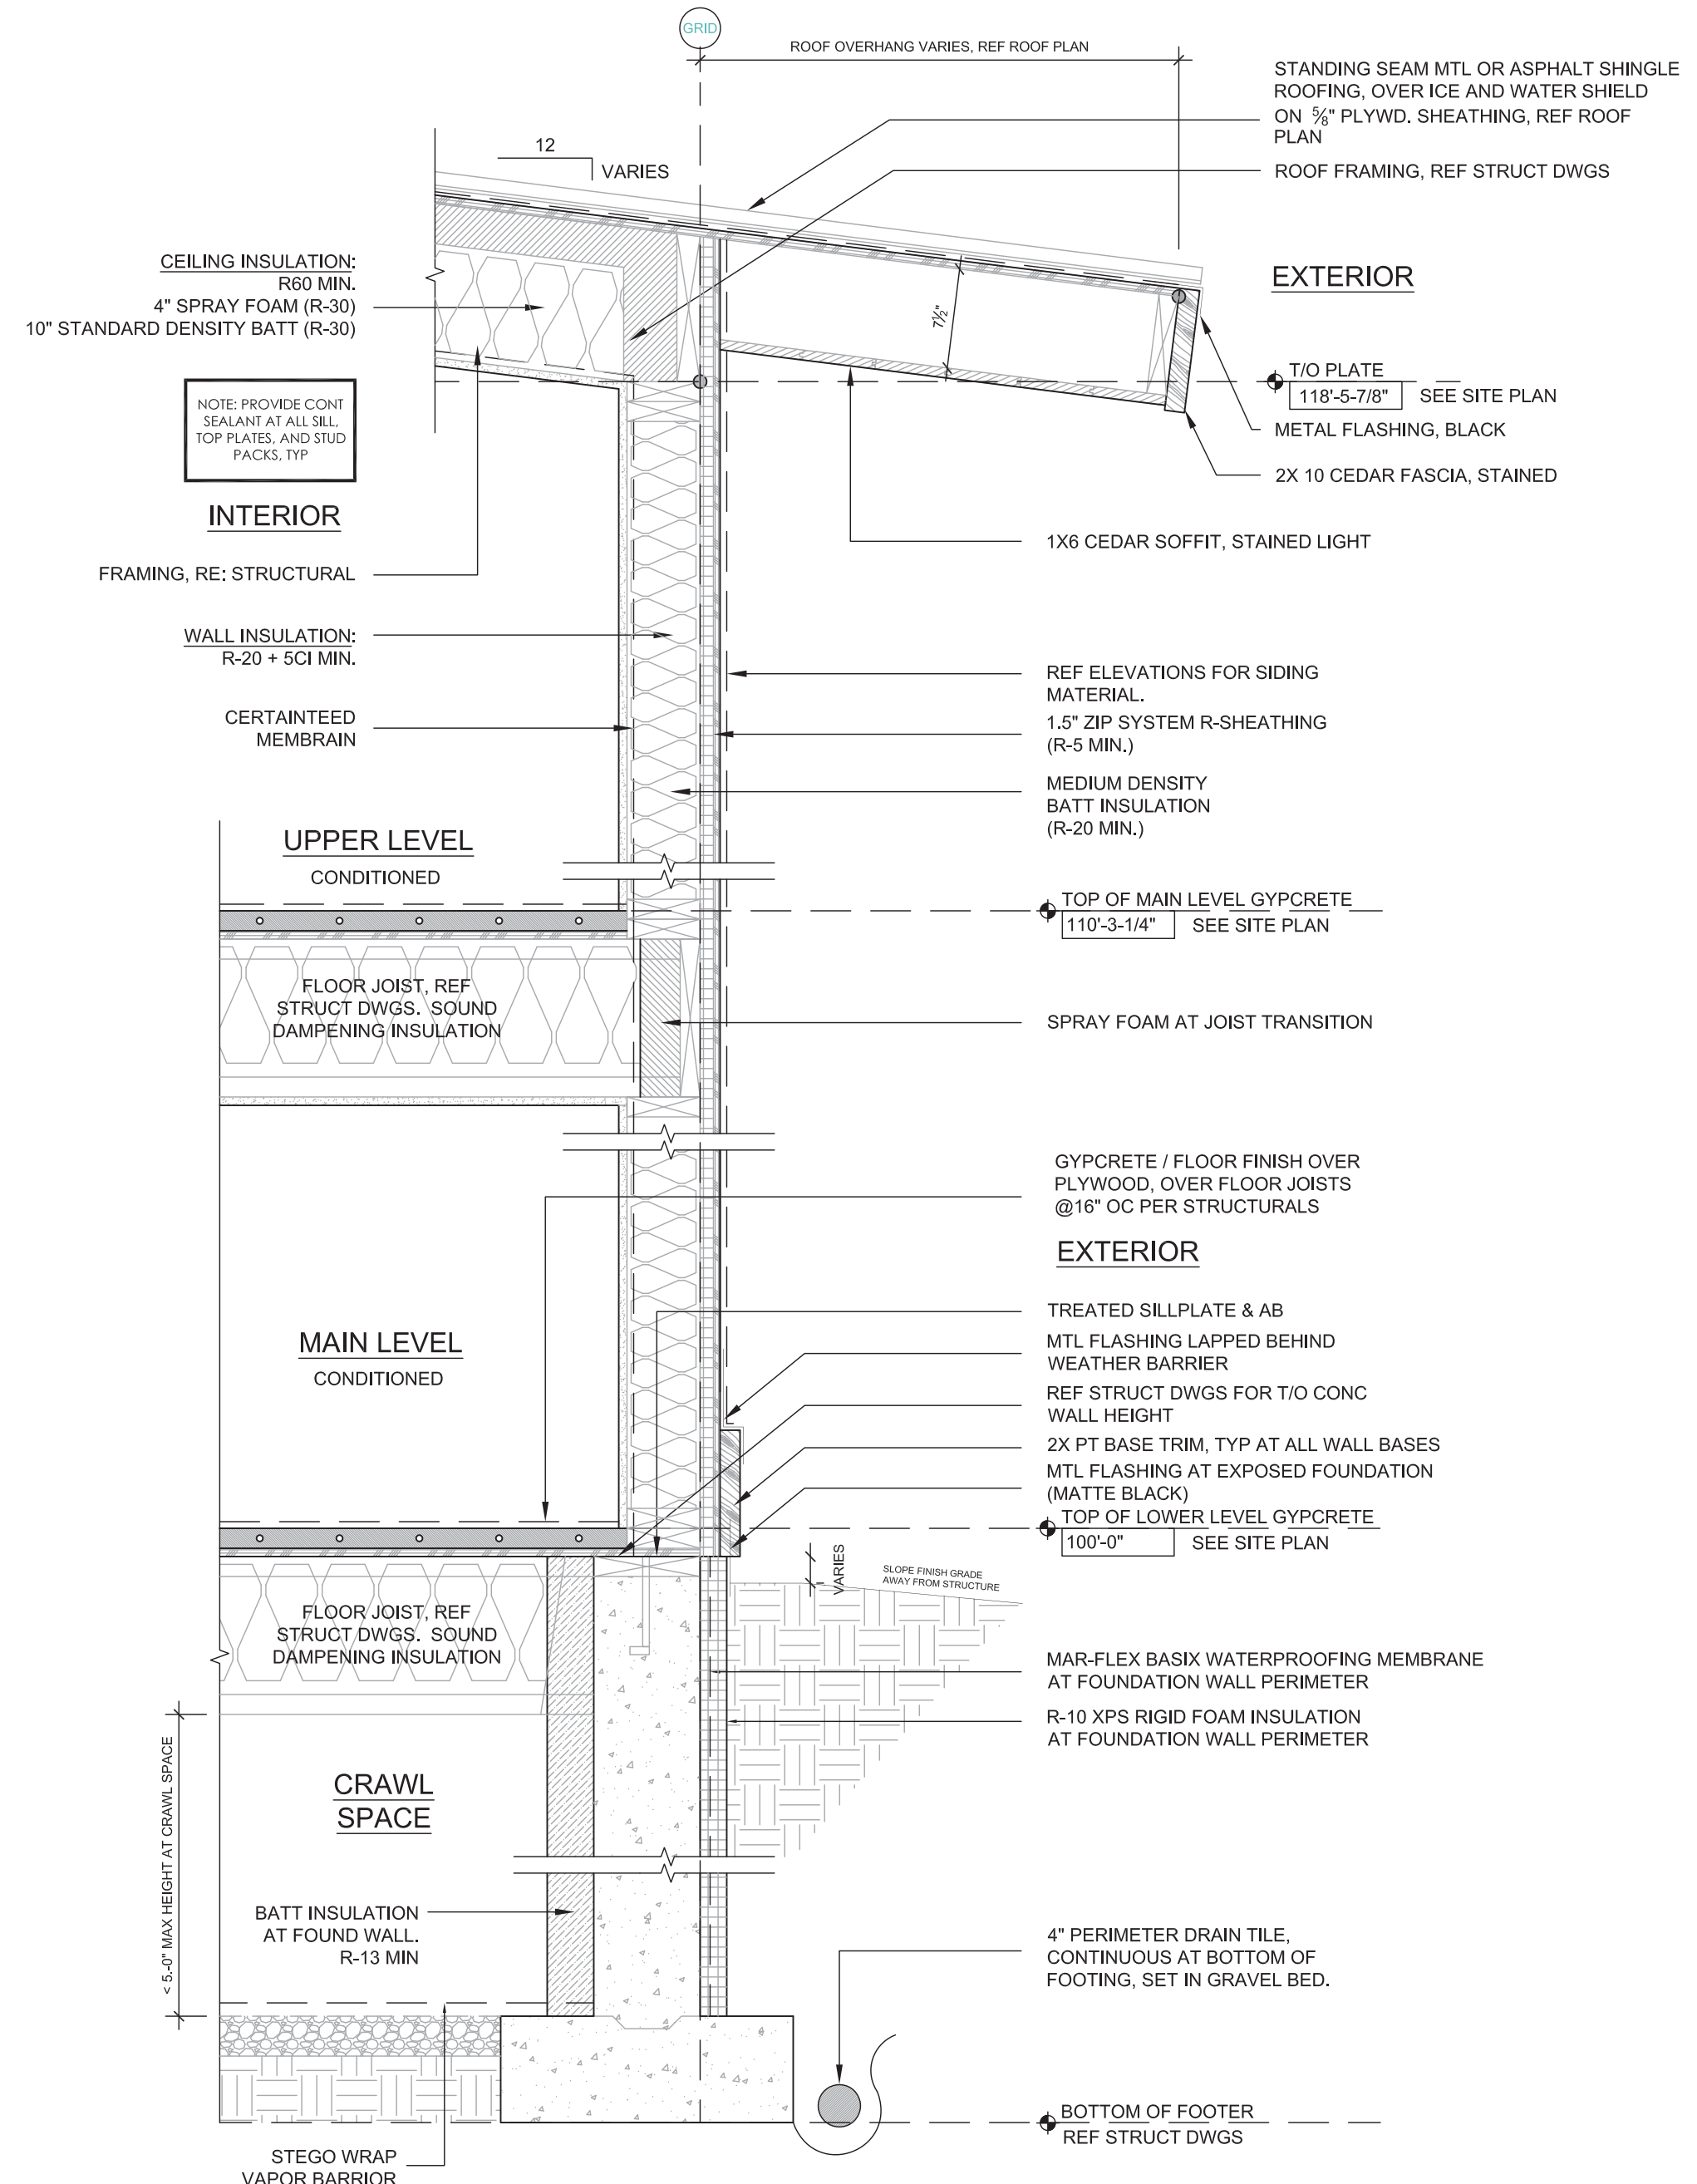 GRID
ROOF OVERHANG VARIES, REF ROOF PLAN
STANDING SEAM MTL OR ASPHALT SHINGLE
ROOFING, OVER ICE AND WATER SHIELD
ON ⅝" PLYWD. SHEATHING, REF ROOF
PLAN
12
VARIES
ROOF FRAMING, REF STRUCT DWGS
CEILING INSULATION:
R60 MIN.
4" SPRAY FOAM (R-30)
10" STANDARD DENSITY BATT (R-30)
EXTERIOR
7½"
T/O PLATE
118'-5-7/8" SEE SITE PLAN
METAL FLASHING, BLACK
2X 10 CEDAR FASCIA, STAINED
NOTE: PROVIDE CONT
SEALANT AT ALL SILL,
TOP PLATES, AND STUD
PACKS, TYP
INTERIOR
1X6 CEDAR SOFFIT, STAINED LIGHT
FRAMING, RE: STRUCTURAL
WALL INSULATION:
R-20 + 5CI MIN.
REF ELEVATIONS FOR SIDING
MATERIAL.
CERTAINTEED
MEMBRAIN
1.5" ZIP SYSTEM R-SHEATHING
(R-5 MIN.)
MEDIUM DENSITY
BATT INSULATION
(R-20 MIN.)
UPPER LEVEL
CONDITIONED
TOP OF MAIN LEVEL GYPCRETE
110'-3-1/4" SEE SITE PLAN
FLOOR JOIST, REF
STRUCT DWGS. SOUND
DAMPENING INSULATION
SPRAY FOAM AT JOIST TRANSITION
GYPCRETE / FLOOR FINISH OVER
PLYWOOD, OVER FLOOR JOISTS
@16" OC PER STRUCTURALS
EXTERIOR
MAIN LEVEL
CONDITIONED
TREATED SILLPLATE & AB
MTL FLASHING LAPPED BEHIND
WEATHER BARRIER
REF STRUCT DWGS FOR T/O CONC
WALL HEIGHT
2X PT BASE TRIM, TYP AT ALL WALL BASES
MTL FLASHING AT EXPOSED FOUNDATION
(MATTE BLACK)
TOP OF LOWER LEVEL GYPCRETE
100'-0" SEE SITE PLAN
VARIES
SLOPE FINISH GRADE
AWAY FROM STRUCTURE
FLOOR JOIST, REF
STRUCT DWGS. SOUND
DAMPENING INSULATION
MAR-FLEX BASIX WATERPROOFING MEMBRANE
AT FOUNDATION WALL PERIMETER
R-10 XPS RIGID FOAM INSULATION
AT FOUNDATION WALL PERIMETER
< 5.-0" MAX HEIGHT AT CRAWL SPACE
CRAWL
SPACE
BATT INSULATION
AT FOUND WALL.
R-13 MIN
4" PERIMETER DRAIN TILE,
CONTINUOUS AT BOTTOM OF
FOOTING, SET IN GRAVEL BED.
BOTTOM OF FOOTER
REF STRUCT DWGS
STEGO WRAP
VAPOR BARRIOR